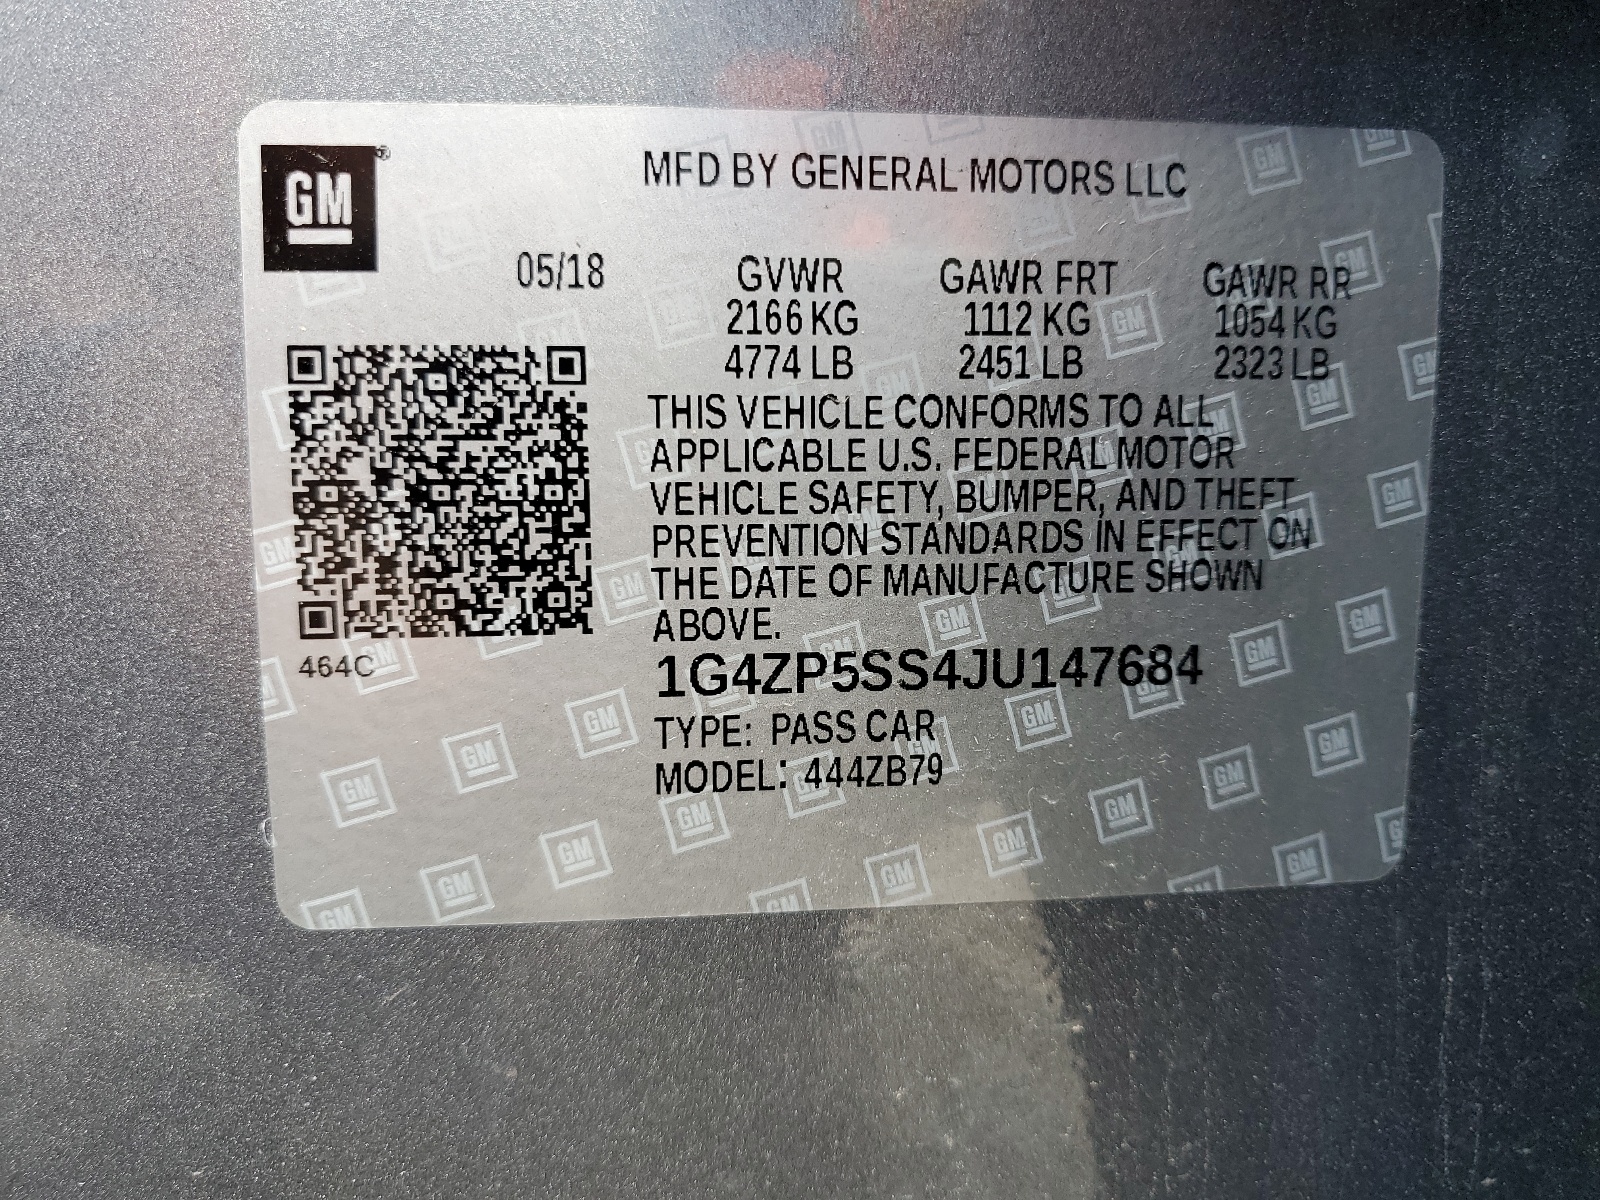 GM
MFD BY GENERAL MOTORS LLC
05/18 GVWR GAWR FRT GAWR RR
2166 KG 1112 KG 1054 KG
4774 LB 2451 LB 2323 LB
THIS VEHICLE CONFORMS TO ALL
APPLICABLE U.S. FEDERAL MOTOR
VEHICLE SAFETY, BUMPER, AND THEFT
PREVENTION STANDARDS IN EFFECT ON
THE DATE OF MANUFACTURE SHOWN
ABOVE.
464C
1G4ZP5SS4JU147684
TYPE: PASS CAR
MODEL: 444ZB79